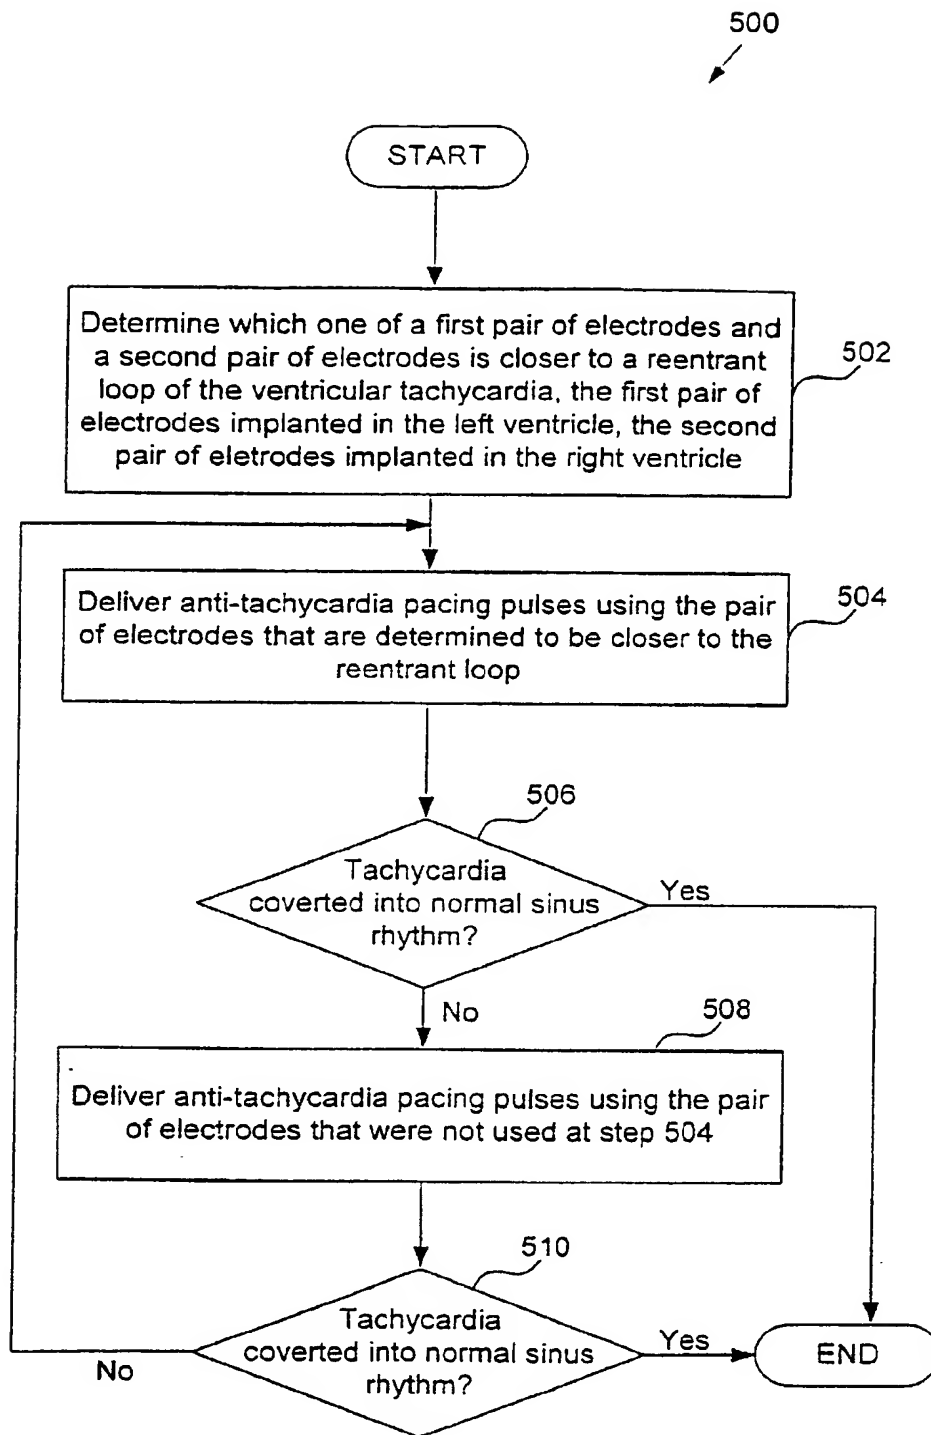 500
START
Determine which one of a first pair of electrodes and
a second pair of electrodes is closer to a reentrant
loop of the ventricular tachycardia, the first pair of
electrodes implanted in the left ventricle, the second
pair of eletrodes implanted in the right ventricle
502
Deliver anti-tachycardia pacing pulses using the pair
of electrodes that are determined to be closer to the
reentrant loop
504
506
Tachycardia
coverted into normal sinus
rhythm?
Yes
No
508
Deliver anti-tachycardia pacing pulses using the pair
of electrodes that were not used at step 504
510
Tachycardia
coverted into normal sinus
rhythm?
Yes
No
END